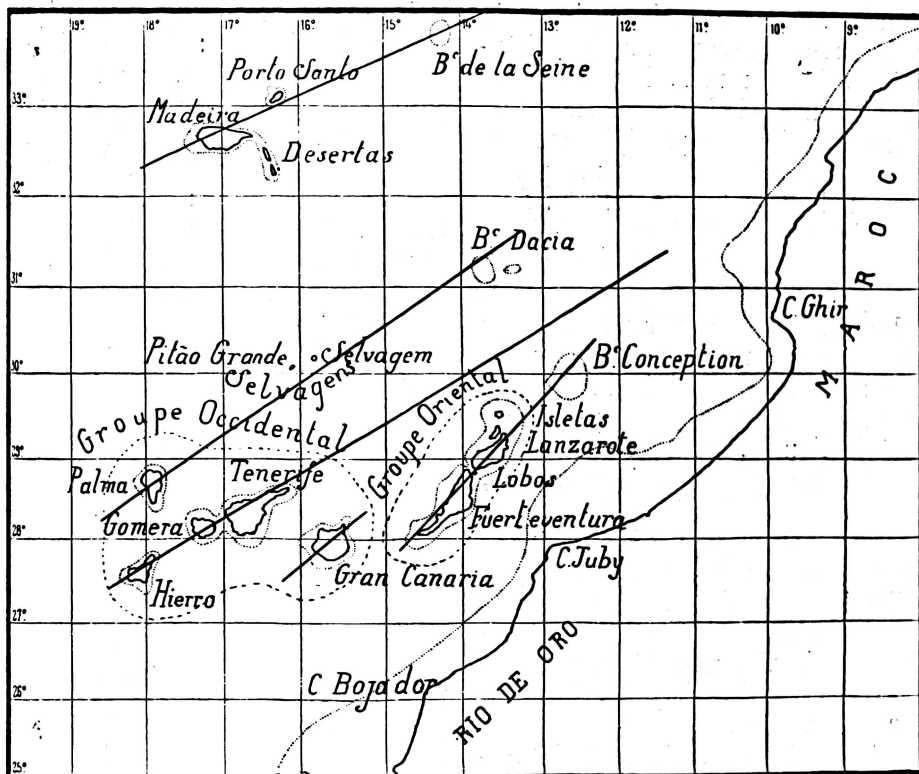 19° 18° 17° 16° 15° 14° 13° 12° 11° 10° 9°
Porto Santo
Bᶜ de la Seine
33°
Madeira
Desertas
32°
MAROC
Bᶜ Dacia
31°
C. Ghir
Pitão Grande
Selvagem
Selvagens
30°
Bᶜ Conception
Groupe Occidental
Groupe Oriental
Isletas
Lanzarote
29°
Palma
Tenerife
Lobos
Gomera
Fuerteventura
28°
C. Juby
Gran Canaria
Hierro
27°
RIO DE ORO
C Bojador
26°
25°